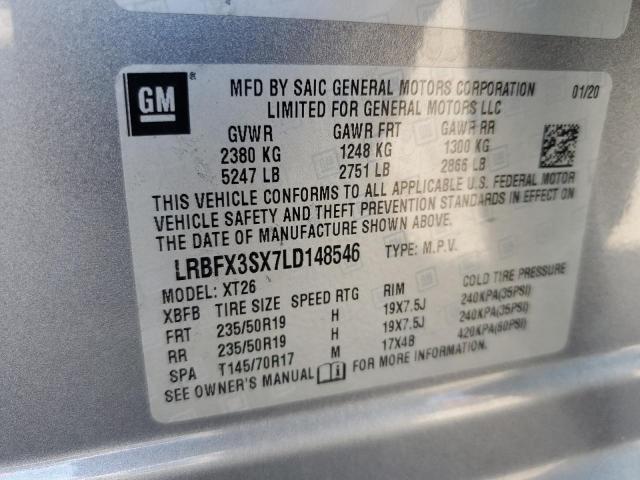 GM ®
MFD BY SAIC GENERAL MOTORS CORPORATION 01/20
LIMITED FOR GENERAL MOTORS LLC
GVWR GAWR FRT GAWR RR
2380 KG 1248 KG 1300 KG
5247 LB 2751 LB 2866 LB
THIS VEHICLE CONFORMS TO ALL APPLICABLE U.S. FEDERAL MOTOR
VEHICLE SAFETY AND THEFT PREVENTION STANDARDS IN EFFECT ON
THE DATE OF MANUFACTURE SHOWN ABOVE.
LRBFX3SX7LD148546 TYPE: M.P.V.
MODEL: XT26
XBFB TIRE SIZE SPEED RTG RIM COLD TIRE PRESSURE
FRT 235/50R19 H 19X7.5J 240KPA(35PSI)
RR 235/50R19 H 19X7.5J 240KPA(35PSI)
SPA T145/70R17 M 17X4B 420KPA(60PSI)
SEE OWNER'S MANUAL FOR MORE INFORMATION.